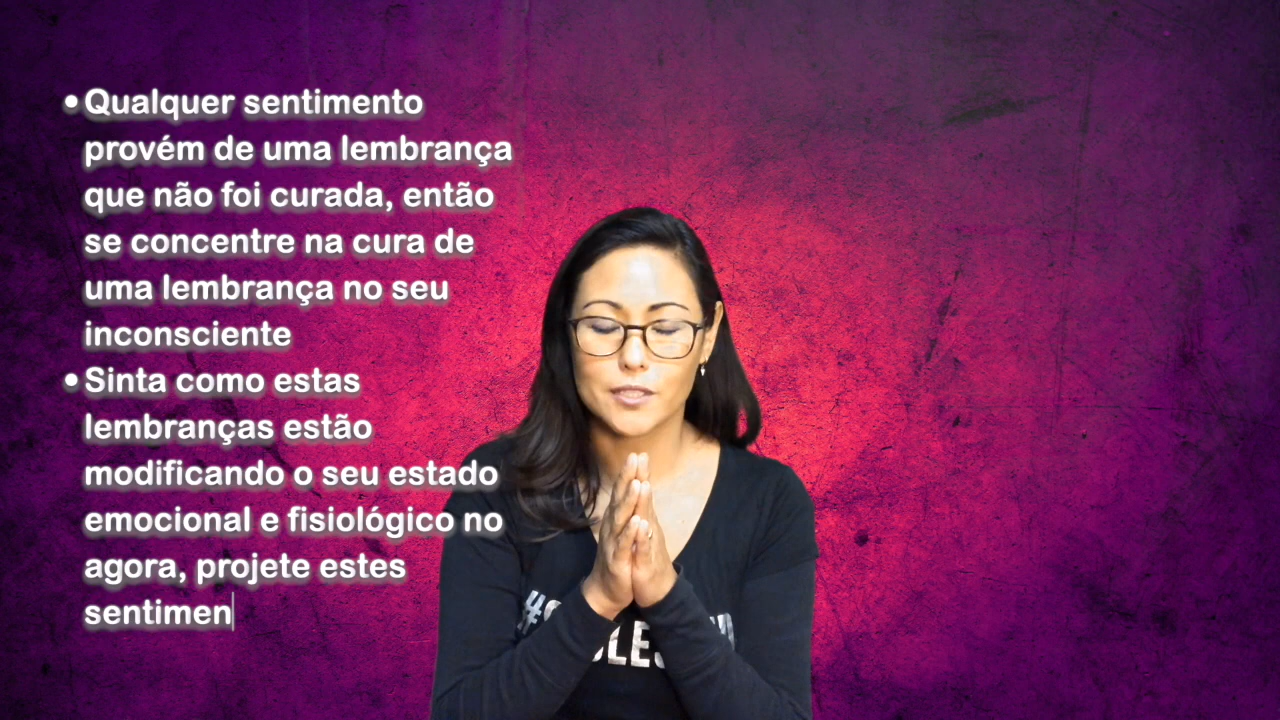 • Qualquer sentimento
provém de uma lembrança
que não foi curada, então
se concentre na cura de
uma lembrança no seu
inconsciente
• Sinta como estas
lembranças estão
modificando o seu estado
emocional e fisiológico no
agora, projete estes
sentimen